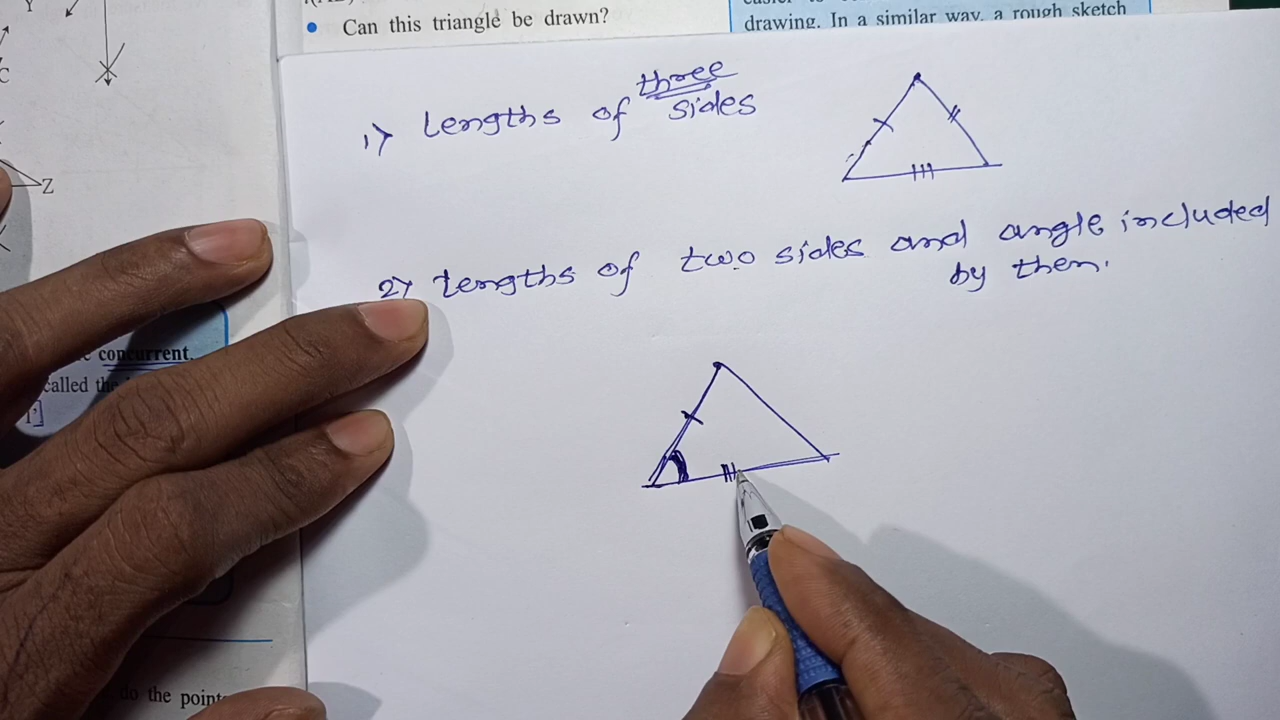 Y
C
Z
• Can this triangle be drawn?
drawing. In a similar way, a rough sketch
1) Lengths of three sides
2) lengths of two sides and angle included
by them.
concurrent.
called the
do the point